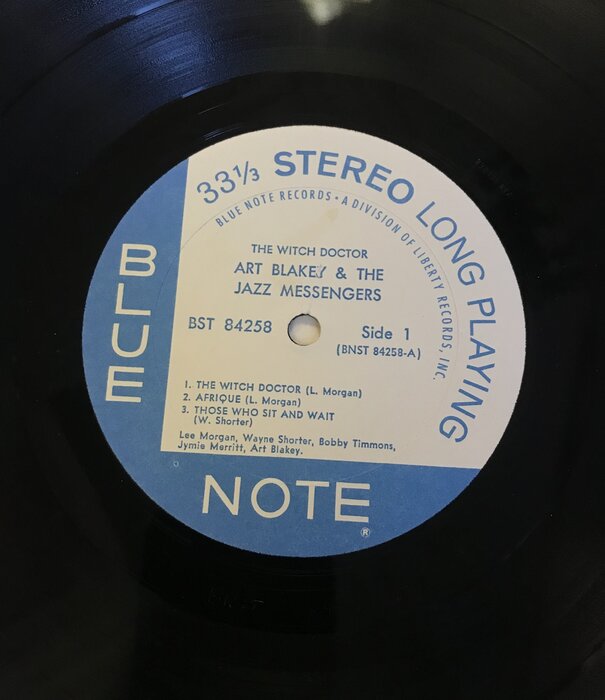 33⅓ STEREO LONG PLAYING
BLUE NOTE RECORDS • A DIVISION OF LIBERTY RECORDS, INC.
THE WITCH DOCTOR
ART BLAKEY & THE
JAZZ MESSENGERS
BST 84258
Side 1
(BNST 84258-A)
1. THE WITCH DOCTOR (L. Morgan)
2. AFRIQUE (L. Morgan)
3. THOSE WHO SIT AND WAIT
(W. Shorter)
Lee Morgan, Wayne Shorter, Bobby Timmons,
Jymie Merritt, Art Blakey.
BLUE
NOTE
®